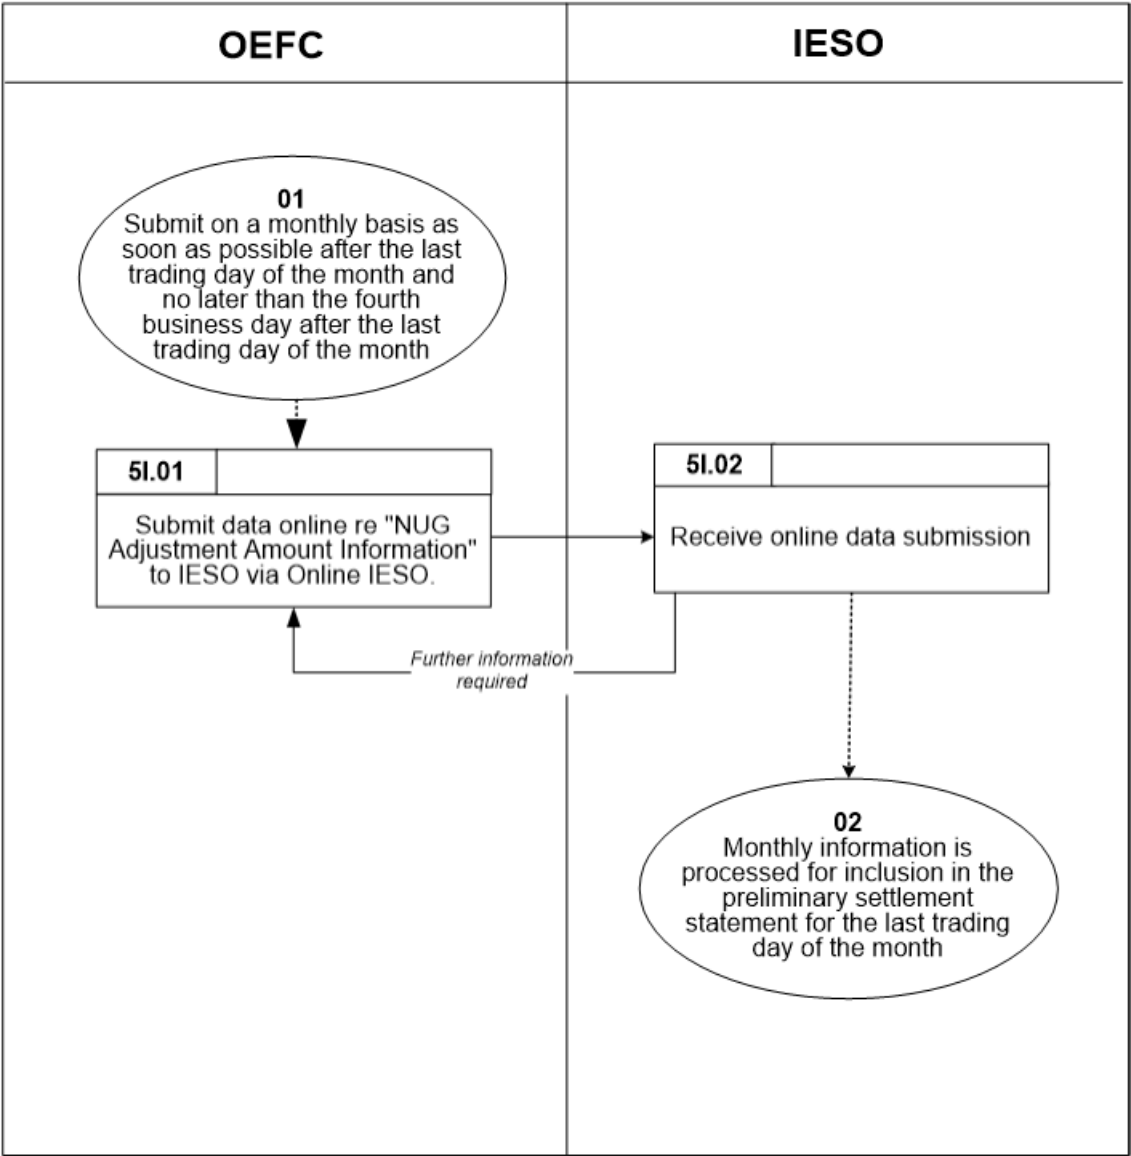 OEFC
IESO
01
Submit on a monthly basis as
soon as possible after the last
trading day of the month and
no later than the fourth
business day after the last
trading day of the month
5I.01
Submit data online re "NUG
Adjustment Amount Information"
to IESO via Online IESO.
5I.02
Receive online data submission
Further information
required
02
Monthly information is
processed for inclusion in the
preliminary settlement
statement for the last trading
day of the month